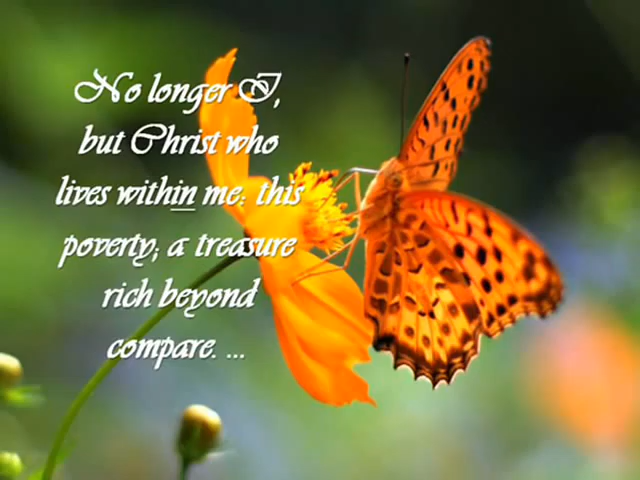 No longer I,
but Christ who
lives within me: this
poverty; a treasure
rich beyond
compare. ...